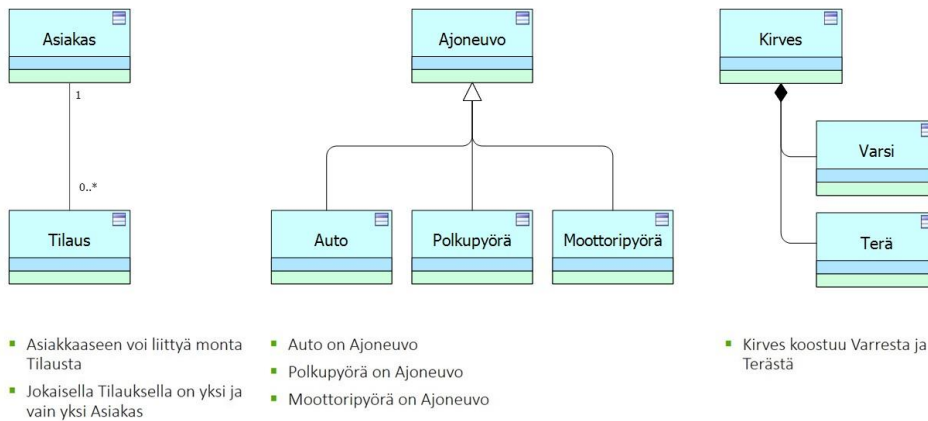 Asiakas
1
0..*
Tilaus
Ajoneuvo
Auto
Polkupyörä
Moottoripyörä
Kirves
Varsi
Terä
Asiakkaaseen voi liittyä monta
Tilausta
Jokaisella Tilauksella on yksi ja
vain yksi Asiakas
Auto on Ajoneuvo
Polkupyörä on Ajoneuvo
Moottoripyörä on Ajoneuvo
Kirves koostuu Varresta ja
Terästä